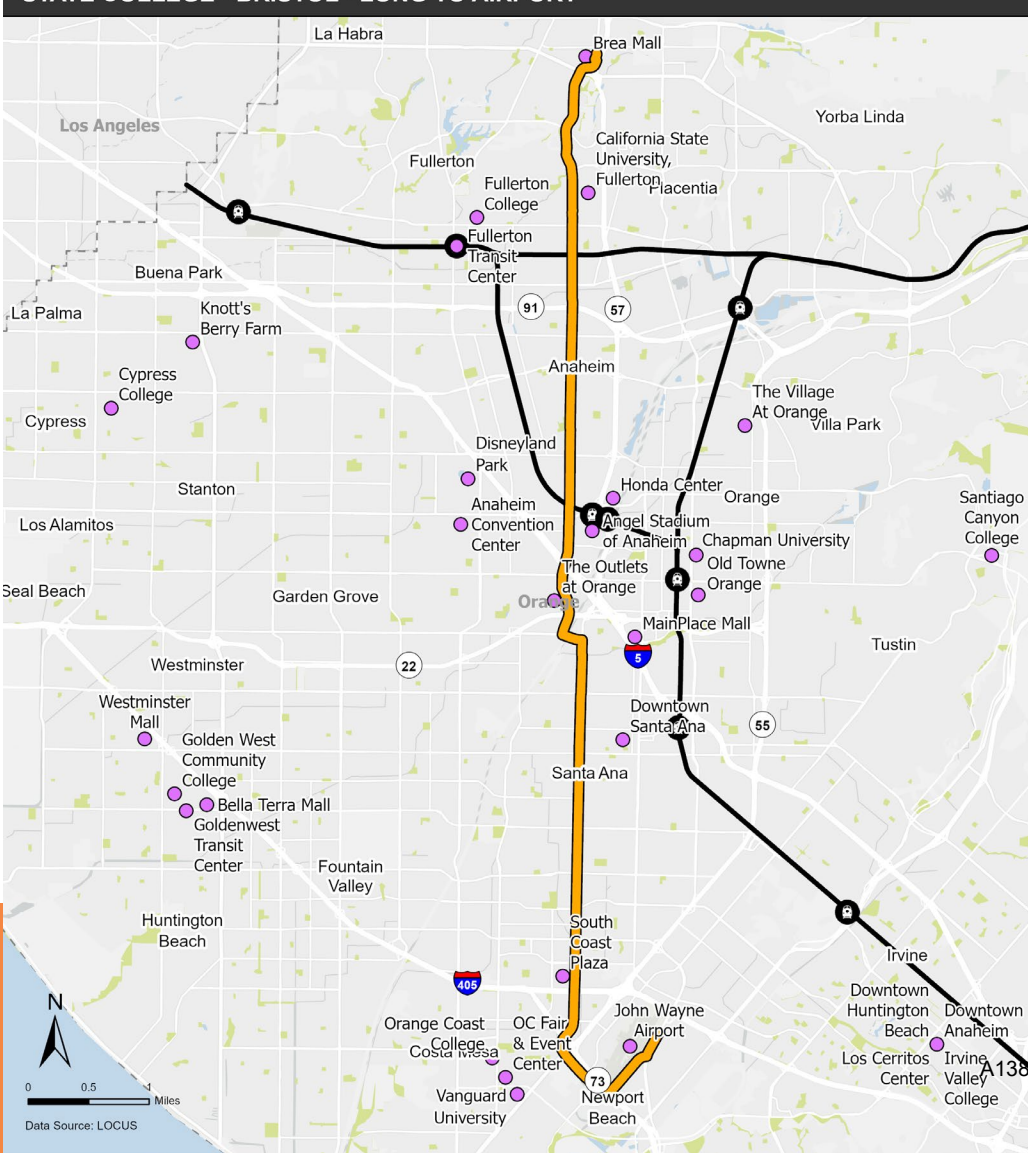 STATE COLLEGE - BRISTOL - LONG TO AIRPORT
La Habra
Brea Mall
Los Angeles
Yorba Linda
California State
University,
Fullerton
Fullerton
Placentia
Fullerton
College
Fullerton
Transit
Center
Buena Park
La Palma
Knott's
Berry Farm
91
57
Anaheim
Cypress
College
Cypress
The Village
At Orange
Villa Park
Disneyland
Park
Stanton
Honda Center
Orange
Santiago
Canyon
College
Anaheim
Convention
Center
Los Alamitos
Angel Stadium
of Anaheim
Chapman University
Old Towne
Orange
The Outlets
at Orange
Seal Beach
Garden Grove
Orange
MainPlace Mall
5
Tustin
22
Westminster
Westminster
Mall
Downtown
Santa Ana
55
Golden West
Community
College
Santa Ana
Bella Terra Mall
Goldenwest
Transit
Center
Fountain
Valley
Huntington
Beach
South
Coast
Plaza
Irvine
405
N
Downtown
Huntington
Beach
Downtown
Anaheim
John Wayne
Airport
Orange Coast
College
OC Fair
& Event
Center
Costa Mesa
Los Cerritos
Center
Irvine
Valley
College
A138
73
Newport
Beach
Vanguard
University
0 0.5 1
Miles
Data Source: LOCUS